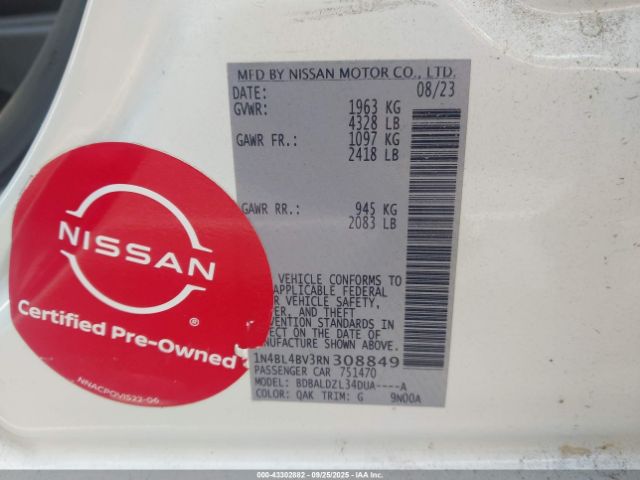 MFD BY NISSAN MOTOR CO., LTD.
DATE: 08/23
GVWR: 1963 KG
4328 LB
GAWR FR.: 1097 KG
2418 LB
GAWR RR.: 945 KG
2083 LB
VEHICLE CONFORMS TO
APPLICABLE FEDERAL
VEHICLE SAFETY,
AND THEFT
STANDARDS IN
EFFECT ON THE DATE OF
MANUFACTURE SHOWN ABOVE.
1N4BL4BV3RN308849
PASSENGER CAR 751470
MODEL: BDBALDZL34DUA----A
COLOR: QAK TRIM: G 9N00A
NISSAN
®
Certified Pre-Owned
NNACPOVIS22-06
000-43302882 - 09/25/2025 - IAAI.COM